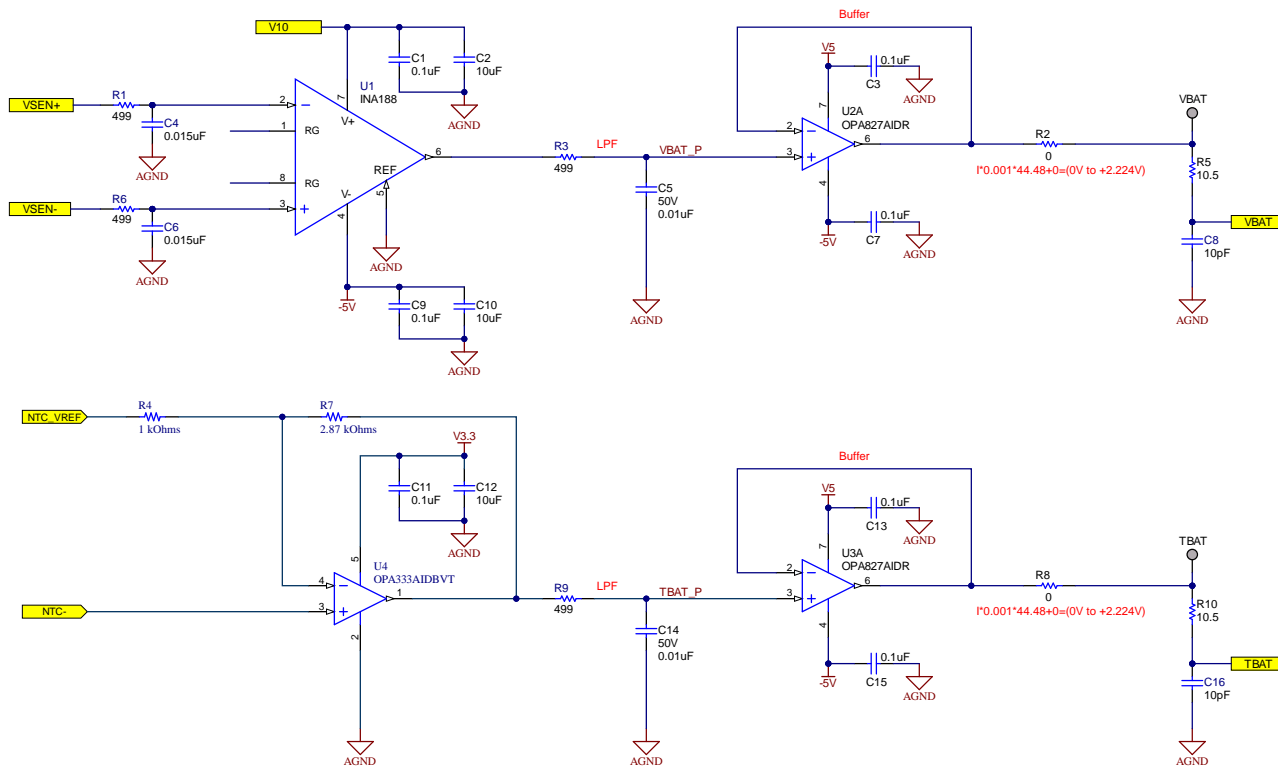 V10
C1
0.1uF
C2
10uF
AGND
U1
INA188
VSEN+
R1
499
C4
0.015uF
AGND
2
1
RG
7
V+
6
REF
5
8
RG
V-
4
3
VSEN-
R6
499
C6
0.015uF
AGND
AGND
-5V
C9
0.1uF
C10
10uF
AGND
R3
499
LPF
VBAT_P
C5
50V
0.01uF
AGND
Buffer
V5
0.1uF
C3
AGND
7
U2A
OPA827AIDR
2
3
6
4
-5V
0.1uF
C7
AGND
R2
0
I*0.001*44.48+0=(0V to +2.224V)
VBAT
R5
10.5
VBAT
C8
10pF
AGND
NTC_VREF
R4
1 kOhms
R7
2.87 kOhms
V3.3
C11
0.1uF
C12
10uF
AGND
5
U4
OPA333AIDBVT
4
3
1
2
NTC-
AGND
R9
499
LPF
TBAT_P
C14
50V
0.01uF
AGND
Buffer
V5
0.1uF
C13
AGND
7
U3A
OPA827AIDR
2
3
6
4
-5V
0.1uF
C15
AGND
R8
0
I*0.001*44.48+0=(0V to +2.224V)
TBAT
R10
10.5
TBAT
C16
10pF
AGND